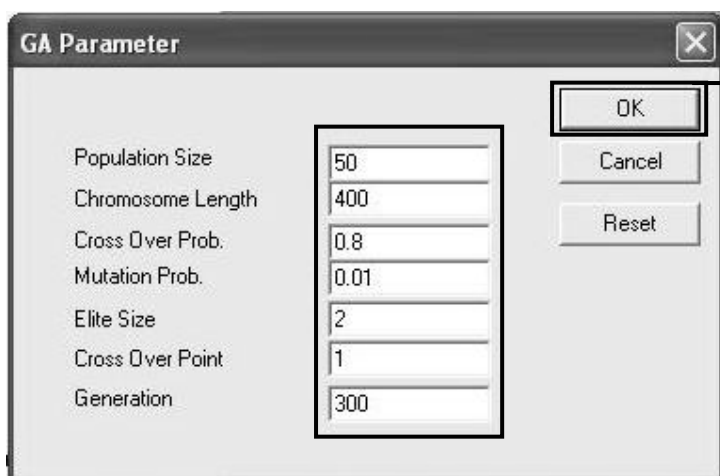 GA Parameter
OK
Population Size 50
Cancel
Chromosome Length 400
Reset
Cross Over Prob. 0.8
Mutation Prob. 0.01
Elite Size 2
Cross Over Point 1
Generation 300